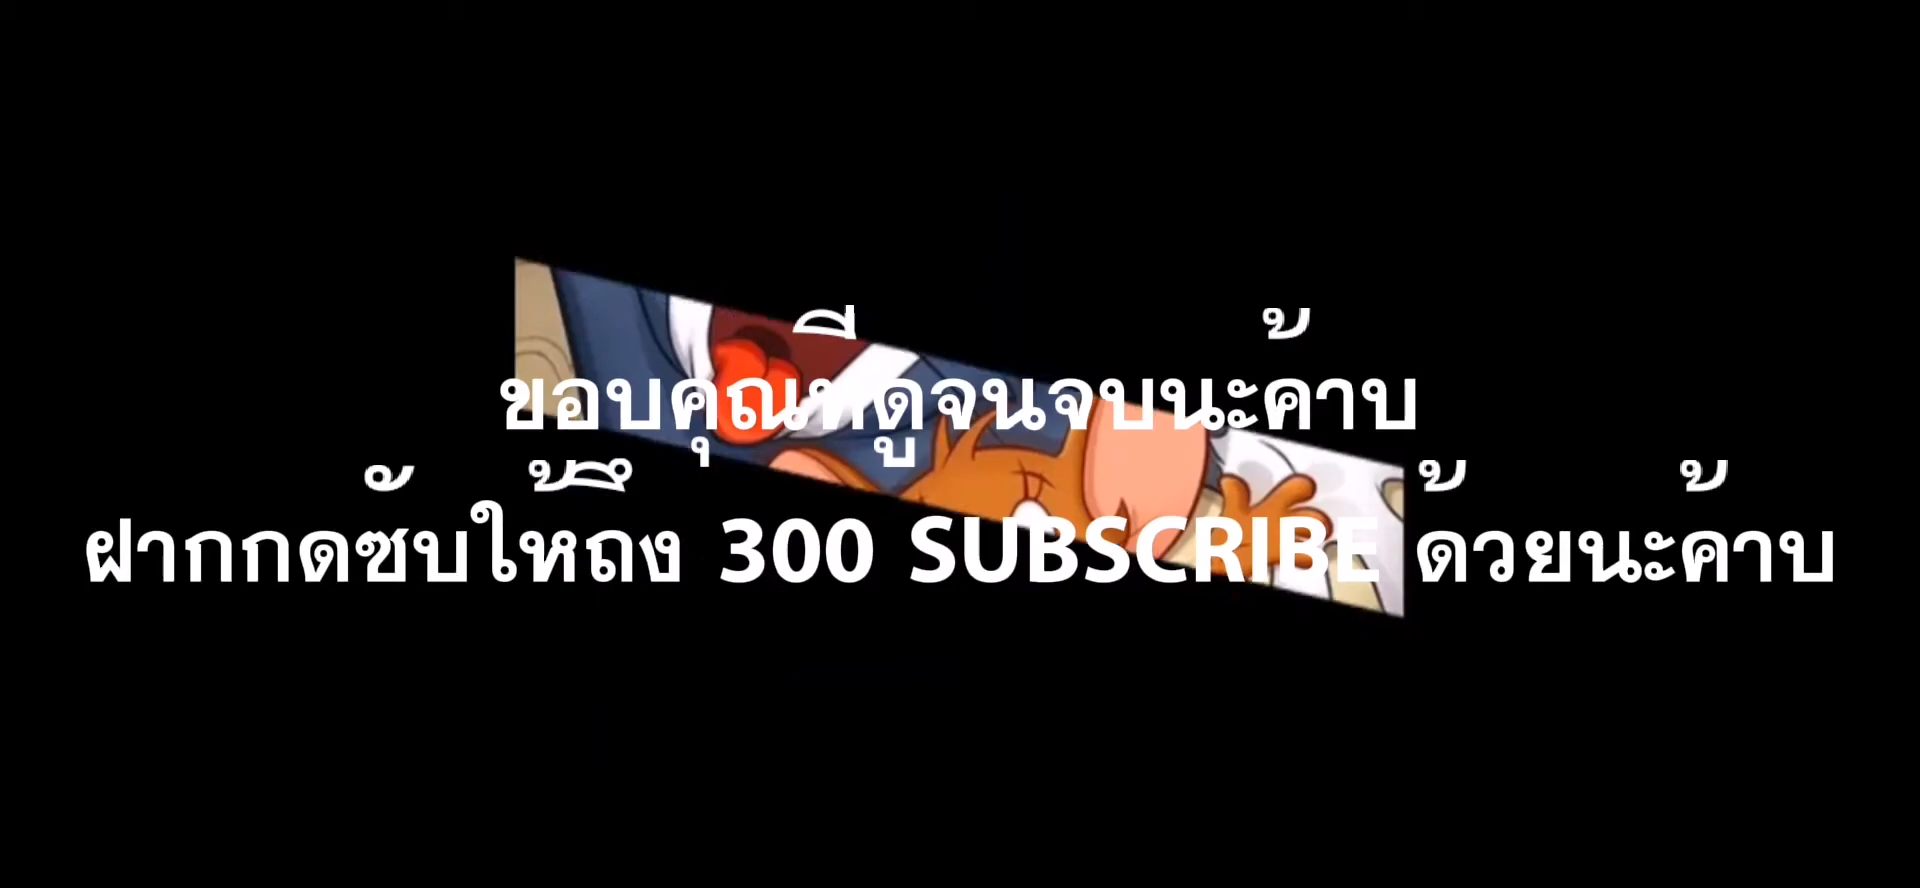 ขอบคุณที่ดูจนจบนะค้าบ
ฝากกดซับให้ถึง 300 SUBSCRIBE ด้วยนะค้าบ